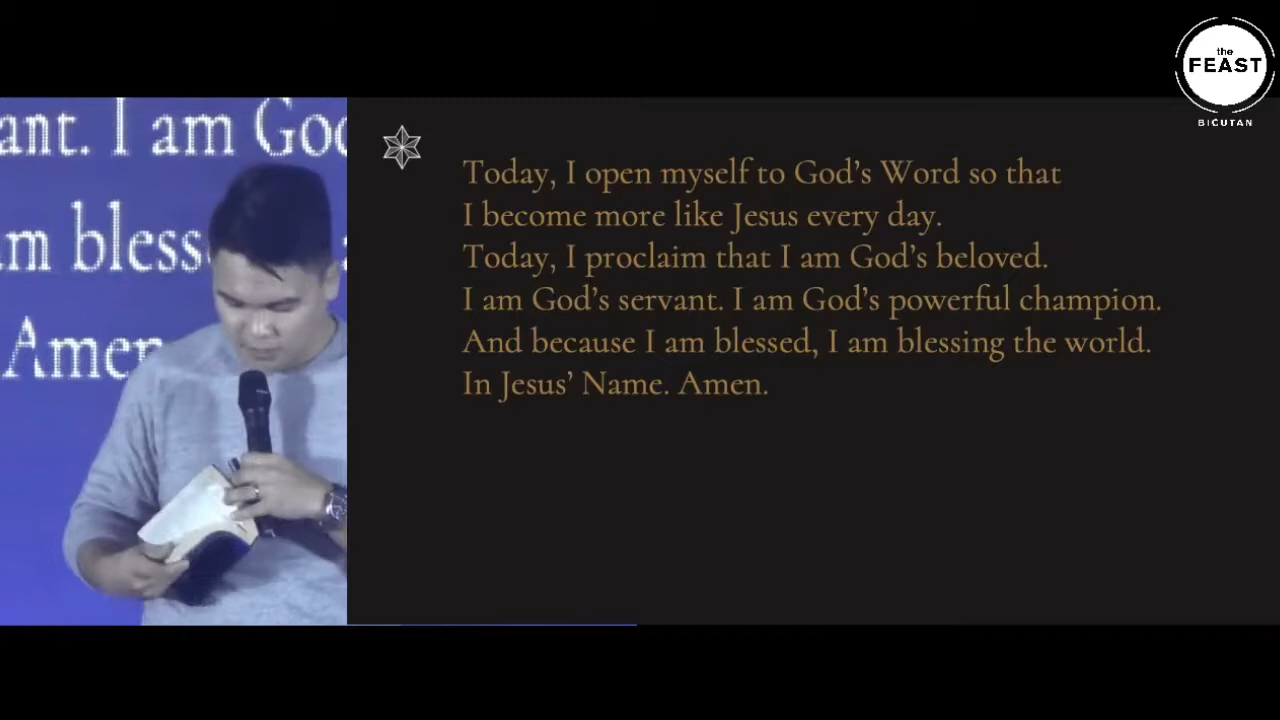 the
FEAST
BICUTAN
ant. I am God
am bless
Amen
Today, I open myself to God's Word so that
I become more like Jesus every day.
Today, I proclaim that I am God's beloved.
I am God's servant. I am God's powerful champion.
And because I am blessed, I am blessing the world.
In Jesus' Name. Amen.